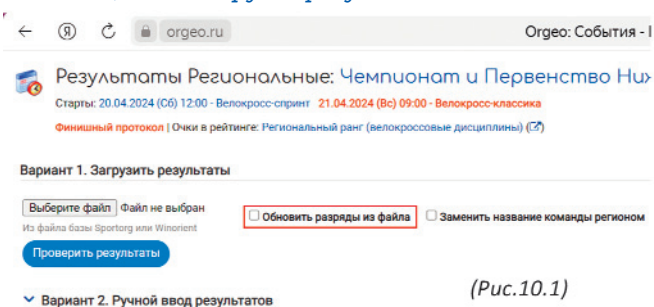 orgeo.ru
Orgeo: События -
Результаты Региональные: Чемпионат и Первенство
Старты: 20.04.2024 (Сб) 12:00 - Велокросс-спринт 21.04.2024 (Вс) 09:00 - Велокросс-классика
Финишный протокол | Очки в рейтинге: Региональный ранг (велокроссовые дисциплины) ()
Вариант 1. Загрузить результаты
Выберите файл Файл не выбран
Обновить разряды из файла Заменить название команды регионом
Из файла базы Sportorg или Winorient
Проверить результаты
(Рис.10.1)
Вариант 2. Ручной ввод результатов